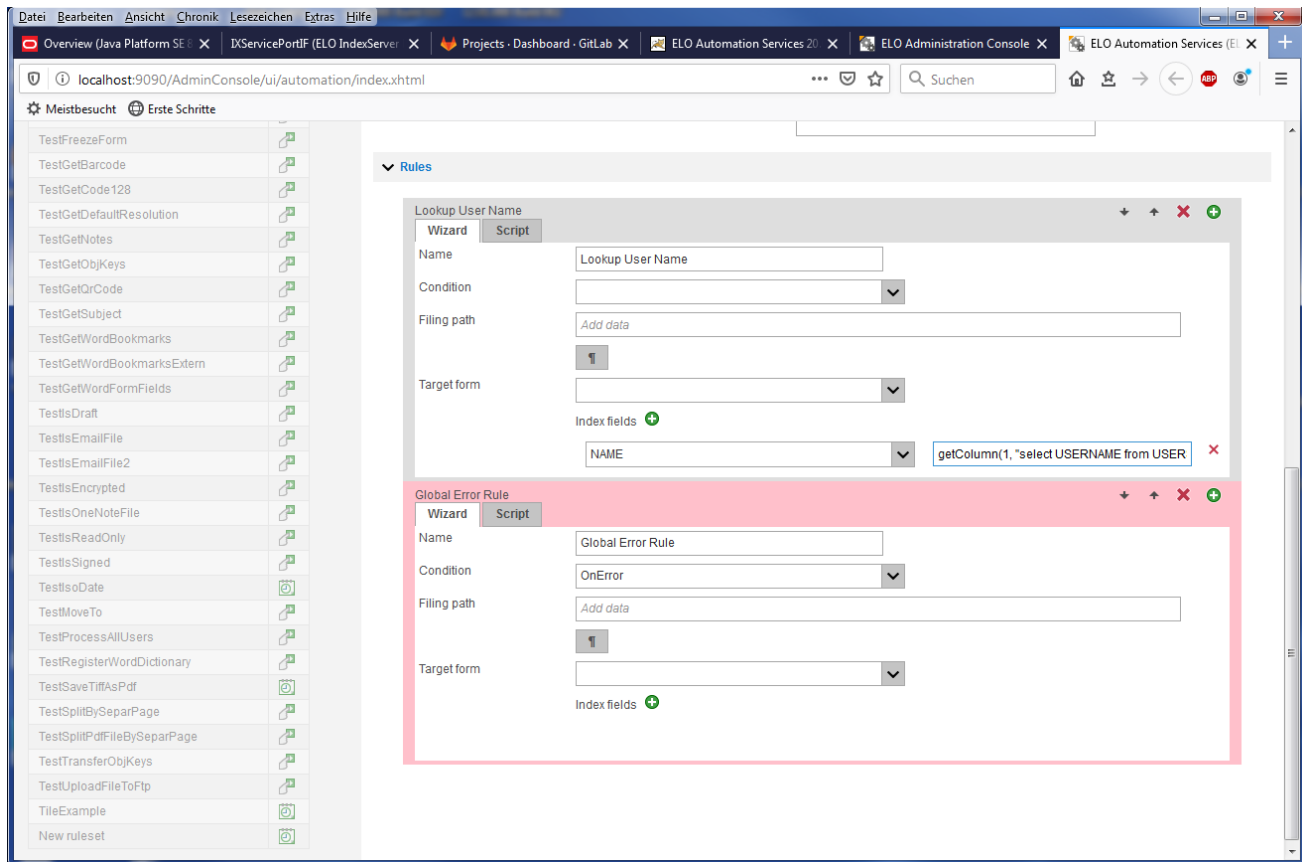 Datei Bearbeiten Ansicht Chronik Lesezeichen Extras Hilfe
Overview (Java Platform SE 8
IXServicePortIF (ELO IndexServer
Projects · Dashboard · GitLab
ELO Automation Services 20
ELO Administration Console
ELO Automation Services (EL
localhost:9090/AdminConsole/ui/automation/index.xhtml
Suchen
ABP
Meistbesucht Erste Schritte
TestFreezeForm
TestGetBarcode
TestGetCode128
TestGetDefaultResolution
TestGetNotes
TestGetObjKeys
TestGetQrCode
TestGetSubject
TestGetWordBookmarks
TestGetWordBookmarksExtern
TestGetWordFormFields
TestIsDraft
TestIsEmailFile
TestIsEmailFile2
TestIsEncrypted
TestIsOneNoteFile
TestIsReadOnly
TestIsSigned
TestIsoDate
TestMoveTo
TestProcessAllUsers
TestRegisterWordDictionary
TestSaveTiffAsPdf
TestSplitBySeparPage
TestSplitPdfFileBySeparPage
TestTransferObjKeys
TestUploadFileToFtp
TileExample
New ruleset
Rules
Lookup User Name
Wizard Script
Name Lookup User Name
Condition
Filing path Add data
¶
Target form
Index fields
NAME getColumn(1, "select USERNAME from USER
Global Error Rule
Wizard Script
Name Global Error Rule
Condition OnError
Filing path Add data
¶
Target form
Index fields